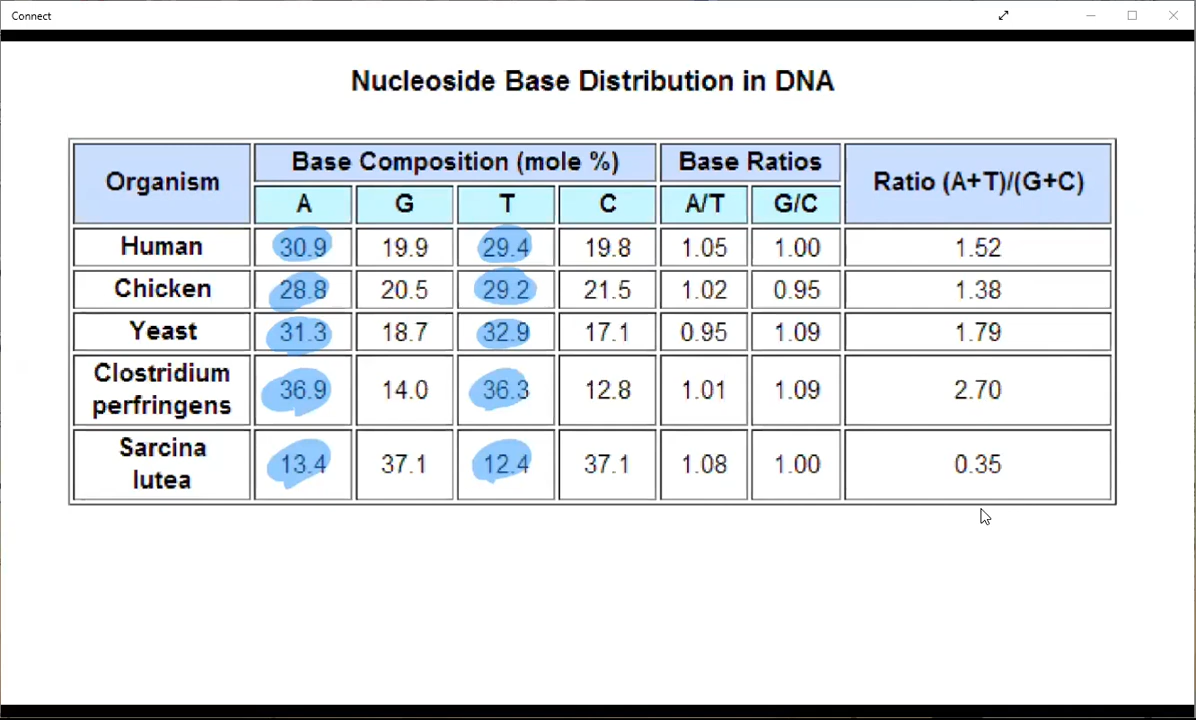 Connect
Nucleoside Base Distribution in DNA
Organism Base Composition (mole %) Base Ratios Ratio (A+T)/(G+C)
A G T C A/T G/C
Human 30.9 19.9 29.4 19.8 1.05 1.00 1.52
Chicken 28.8 20.5 29.2 21.5 1.02 0.95 1.38
Yeast 31.3 18.7 32.9 17.1 0.95 1.09 1.79
Clostridium
perfringens 36.9 14.0 36.3 12.8 1.01 1.09 2.70
Sarcina
lutea 13.4 37.1 12.4 37.1 1.08 1.00 0.35